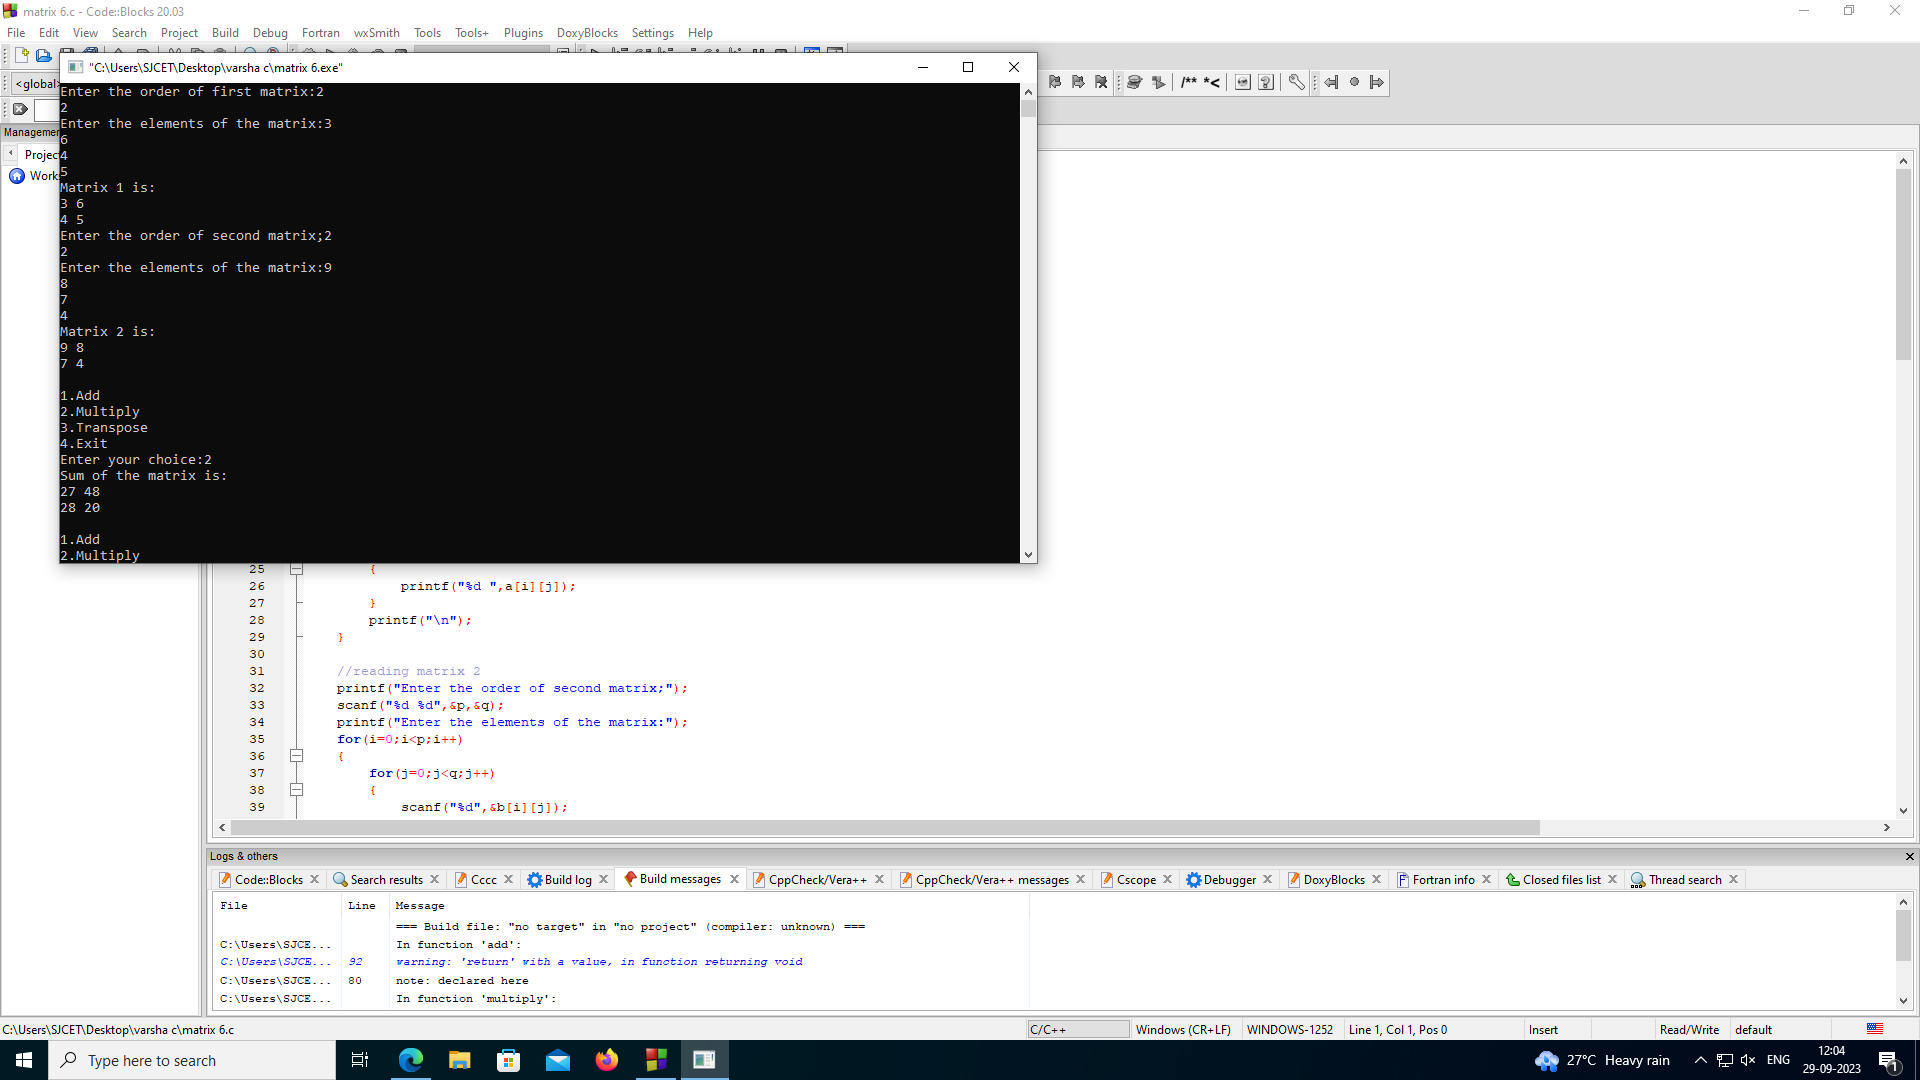 matrix 6.c - Code::Blocks 20.03
File Edit View Search Project Build Debug Fortran wxSmith Tools Tools+ Plugins DoxyBlocks Settings Help
"C:\Users\SJCET\Desktop\varsha c\matrix 6.exe"
<global>
/** *<
Enter the order of first matrix:2
2
Enter the elements of the matrix:3
6
4
5
Matrix 1 is:
3 6
4 5
Enter the order of second matrix;2
2
Enter the elements of the matrix:9
8
7
4
Matrix 2 is:
9 8
7 4
1.Add
2.Multiply
3.Transpose
4.Exit
Enter your choice:2
Sum of the matrix is:
27 48
28 20
1.Add
2.Multiply
25 {
26 printf("%d ",a[i][j]);
27 }
28 printf("\n");
29 }
30
31 //reading matrix 2
32 printf("Enter the order of second matrix;");
33 scanf("%d %d",&p,&q);
34 printf("Enter the elements of the matrix:");
35 for(i=0;i<p;i++)
36 {
37 for(j=0;j<q;j++)
38 {
39 scanf("%d",&b[i][j]);
Logs & others
Code::Blocks Search results Cccc Build log Build messages CppCheck/Vera++ CppCheck/Vera++ messages Cscope Debugger DoxyBlocks Fortran info Closed files list Thread search
File Line Message
=== Build file: "no target" in "no project" (compiler: unknown) ===
C:\Users\SJCE... In function 'add':
C:\Users\SJCE... 92 warning: 'return' with a value, in function returning void
C:\Users\SJCE... 80 note: declared here
C:\Users\SJCE... In function 'multiply':
C:\Users\SJCET\Desktop\varsha c\matrix 6.c C/C++ Windows (CR+LF) WINDOWS-1252 Line 1, Col 1, Pos 0 Insert Read/Write default
Type here to search
27°C Heavy rain
ENG
12:04
29-09-2023
1